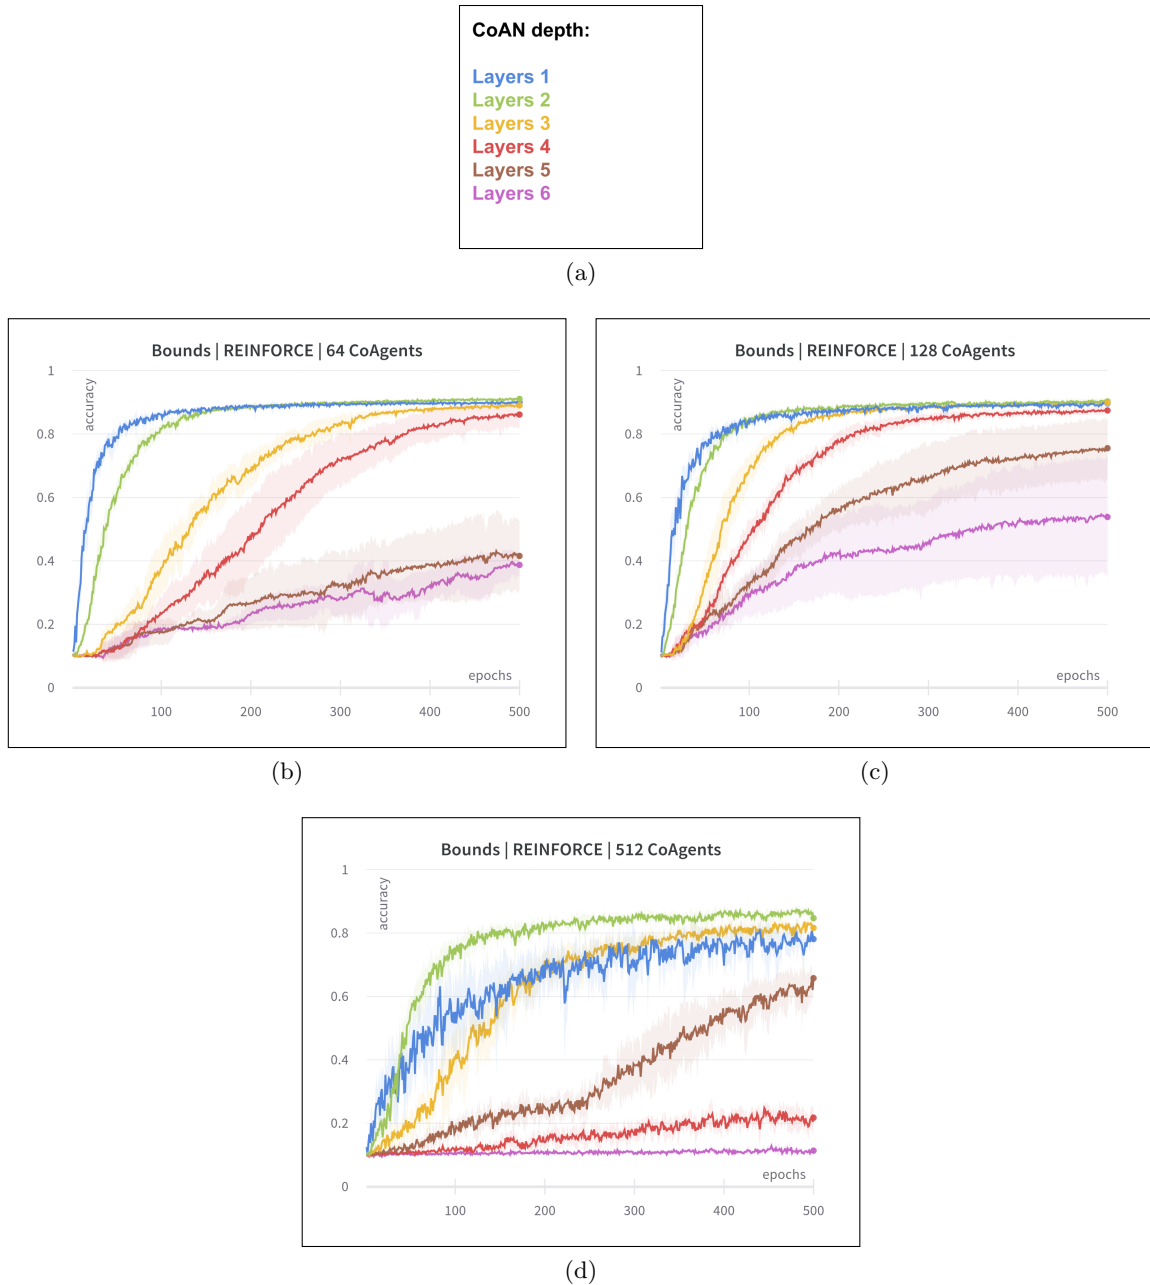 CoAN depth:
Layers 1
Layers 2
Layers 3
Layers 4
Layers 5
Layers 6
(a)
Bounds | REINFORCE | 64 CoAgents
accuracy
1
0.8
0.6
0.4
0.2
0
epochs
100 200 300 400 500
(b)
Bounds | REINFORCE | 128 CoAgents
accuracy
1
0.8
0.6
0.4
0.2
0
epochs
100 200 300 400 500
(c)
Bounds | REINFORCE | 512 CoAgents
accuracy
1
0.8
0.6
0.4
0.2
0
epochs
100 200 300 400 500
(d)